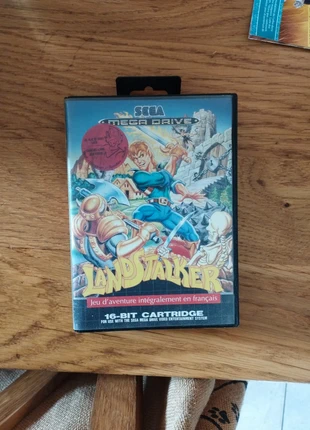 SEGA
MEGA DRIVE
LANDSTALKER
Jeu d'aventure intégralement en français
16-BIT CARTRIDGE
FOR USE WITH THE SEGA MEGA DRIVE VIDEO ENTERTAINMENT SYSTEM